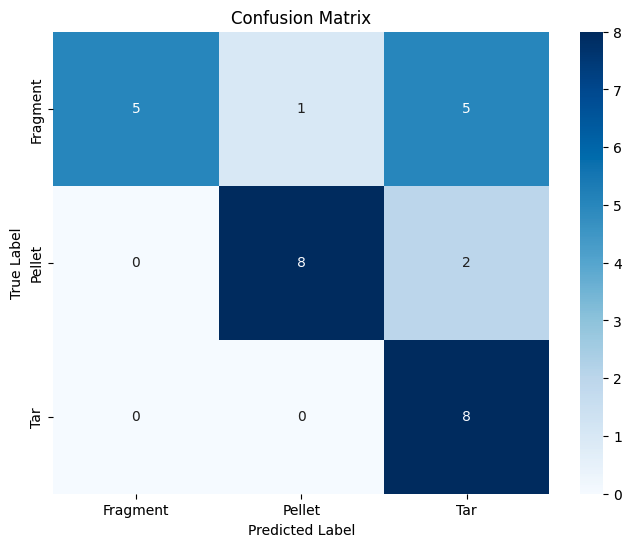 Confusion Matrix
Fragment
5 1 5
Pellet
0 8 2
Tar
0 0 8
True Label
Fragment Pellet Tar
Predicted Label
8
7
6
5
4
3
2
1
0